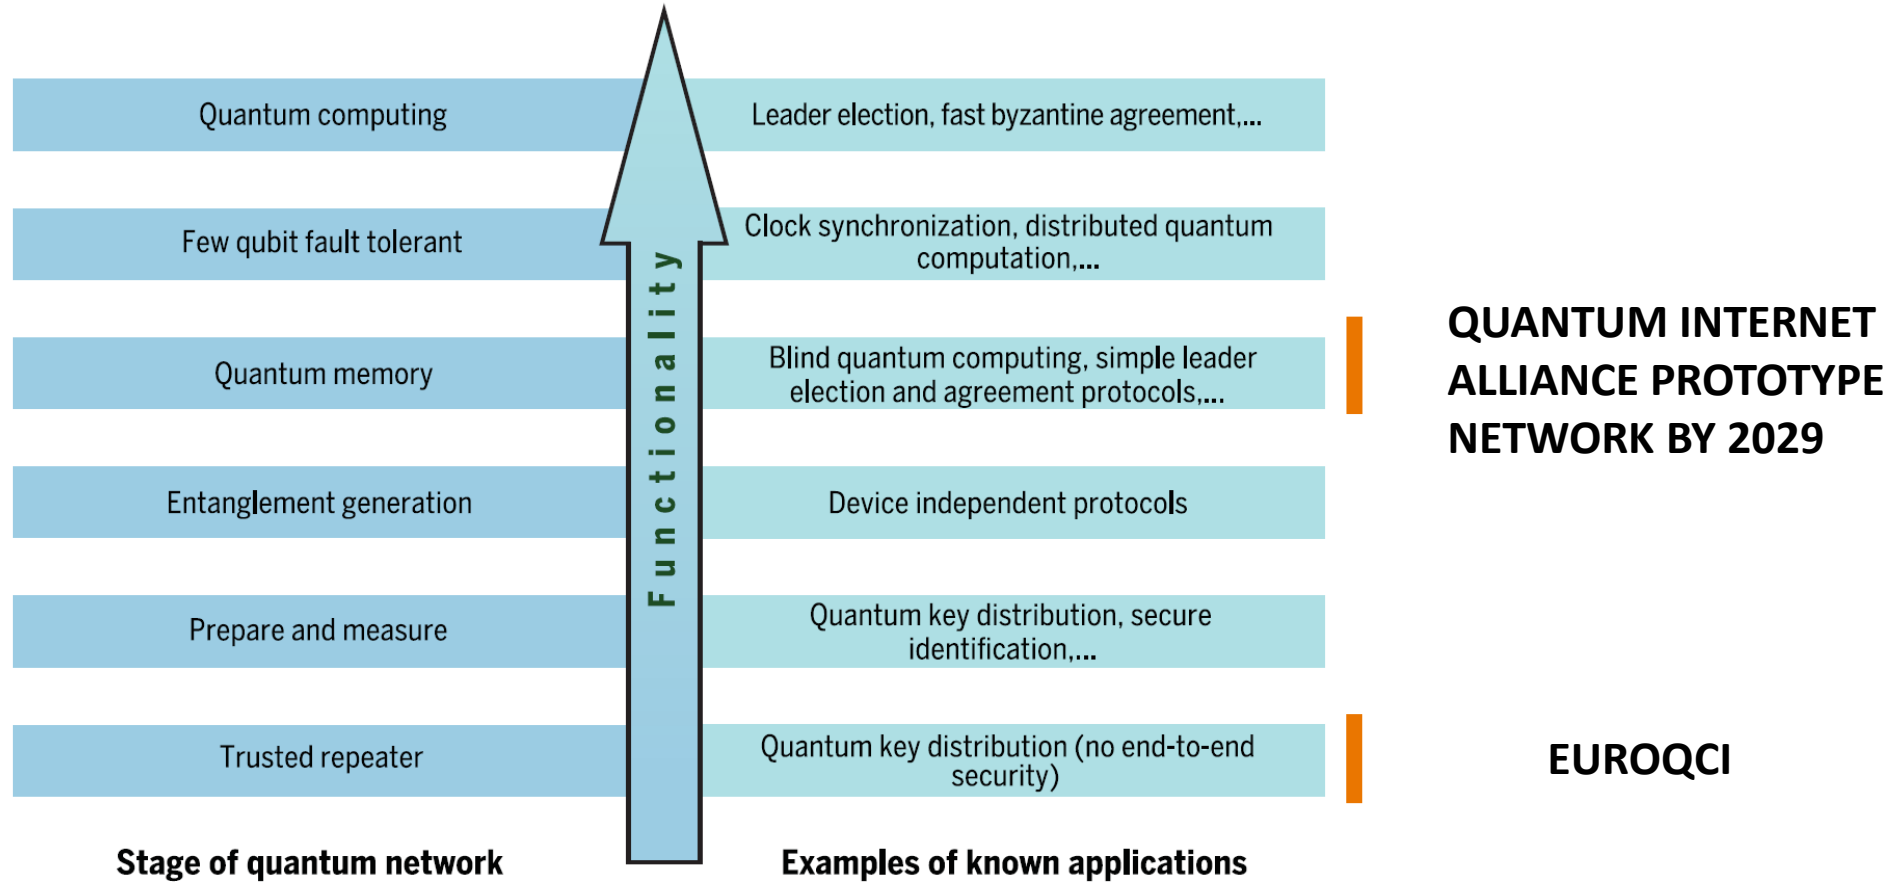 Quantum computing
Leader election, fast byzantine agreement,...
Few qubit fault tolerant
Clock synchronization, distributed quantum
computation,...
Quantum memory
Blind quantum computing, simple leader
election and agreement protocols,...
Entanglement generation
Device independent protocols
Prepare and measure
Quantum key distribution, secure
identification,...
Trusted repeater
Quantum key distribution (no end-to-end
security)
Functionality
Stage of quantum network
Examples of known applications
QUANTUM INTERNET
ALLIANCE PROTOTYPE
NETWORK BY 2029
EUROQCI